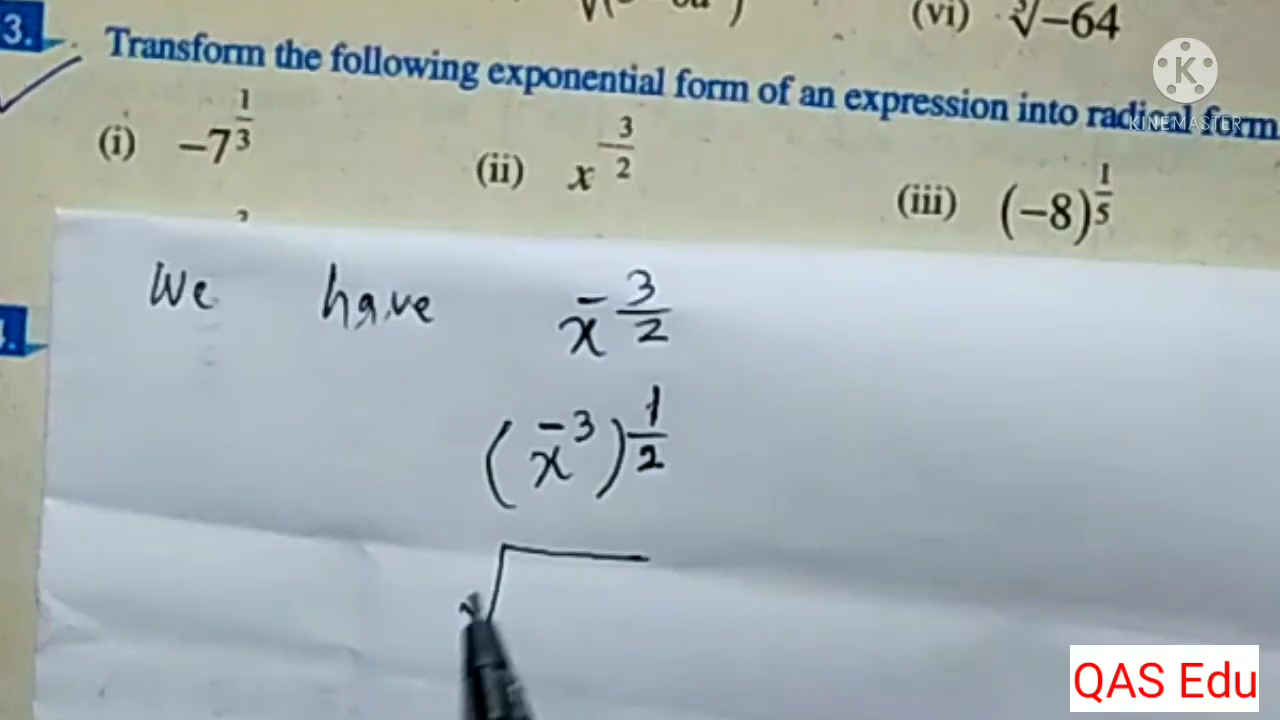 (vi) ∛−64
3. Transform the following exponential form of an expression into radical form
K
KINEMASTER
(i) −7^(1/3) (ii) x^(−3/2) (iii) (−8)^(1/5)
We have x^(−3/2)
(x^(−3))^(1/2)
√
QAS Edu